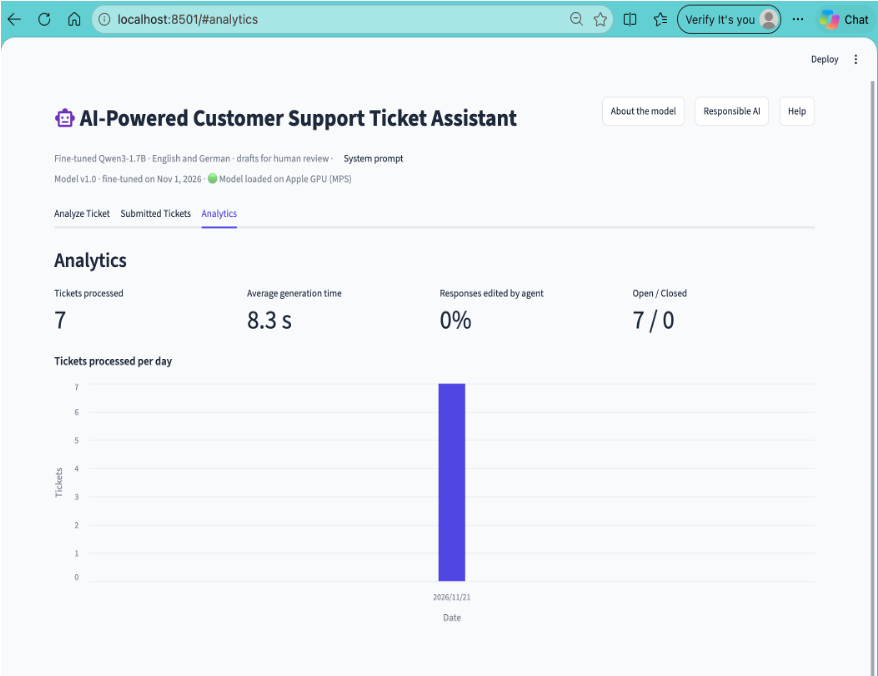 localhost:8501/#analytics
Verify It's you
Chat
Deploy
AI-Powered Customer Support Ticket Assistant
About the model
Responsible AI
Help
Fine-tuned Qwen3-1.7B · English and German · drafts for human review · System prompt
Model v1.0 · fine-tuned on Nov 1, 2026 · Model loaded on Apple GPU (MPS)
Analyze Ticket
Submitted Tickets
Analytics
Analytics
Tickets processed
7
Average generation time
8.3 s
Responses edited by agent
0%
Open / Closed
7 / 0
Tickets processed per day
7
6
5
4
3
2
1
0
Tickets
2026/11/21
Date